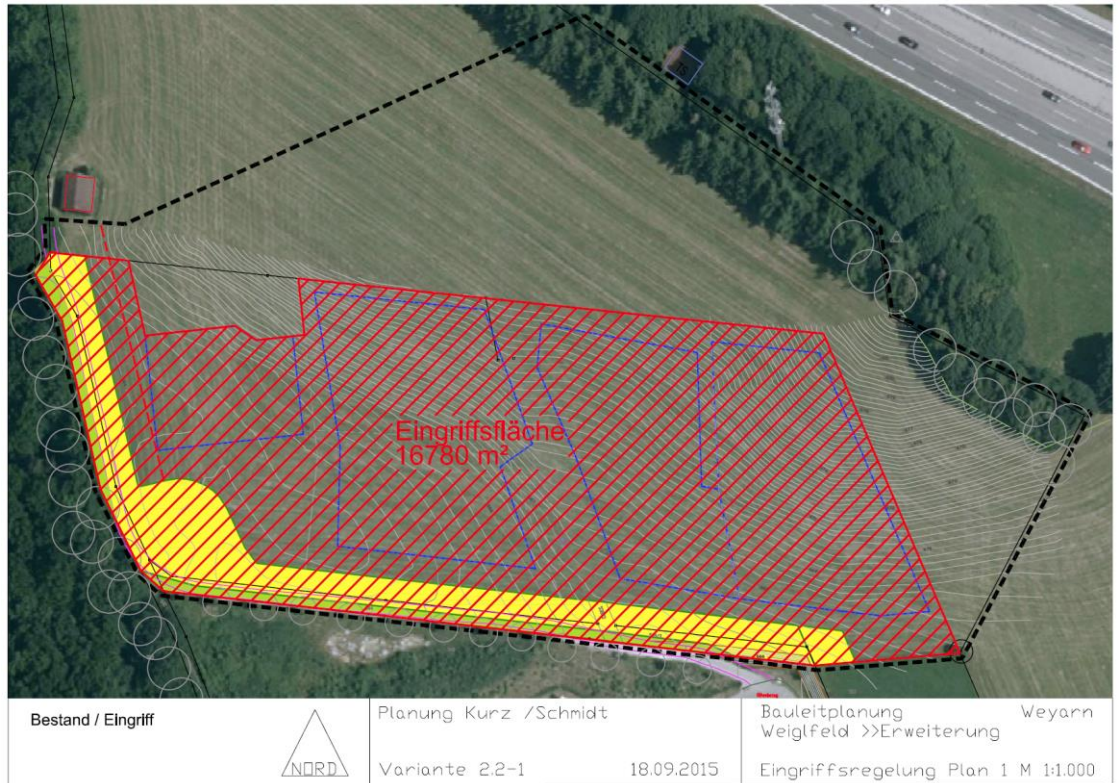 Eingriffsfläche
16780 m²
Bestand / Eingriff
NORD
Planung Kurz /Schmidt
Variante 2.2-1 18.09.2015
Bauleitplanung Weyarn
Weiglfeld >>Erweiterung
Eingriffsregelung Plan 1 M 1:1.000